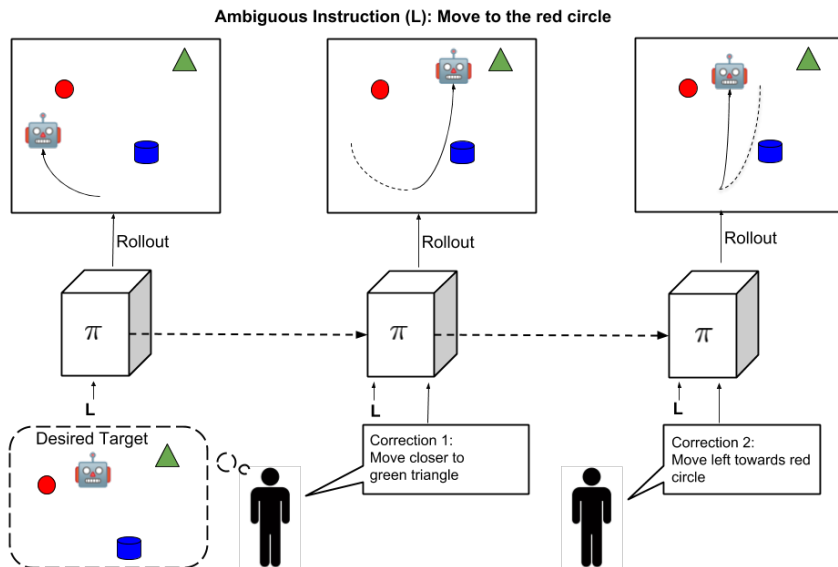 Ambiguous Instruction (L): Move to the red circle
Rollout
Rollout
Rollout
π
π
π
L
L
L
Desired Target
Correction 1:
Move closer to
green triangle
Correction 2:
Move left towards red
circle